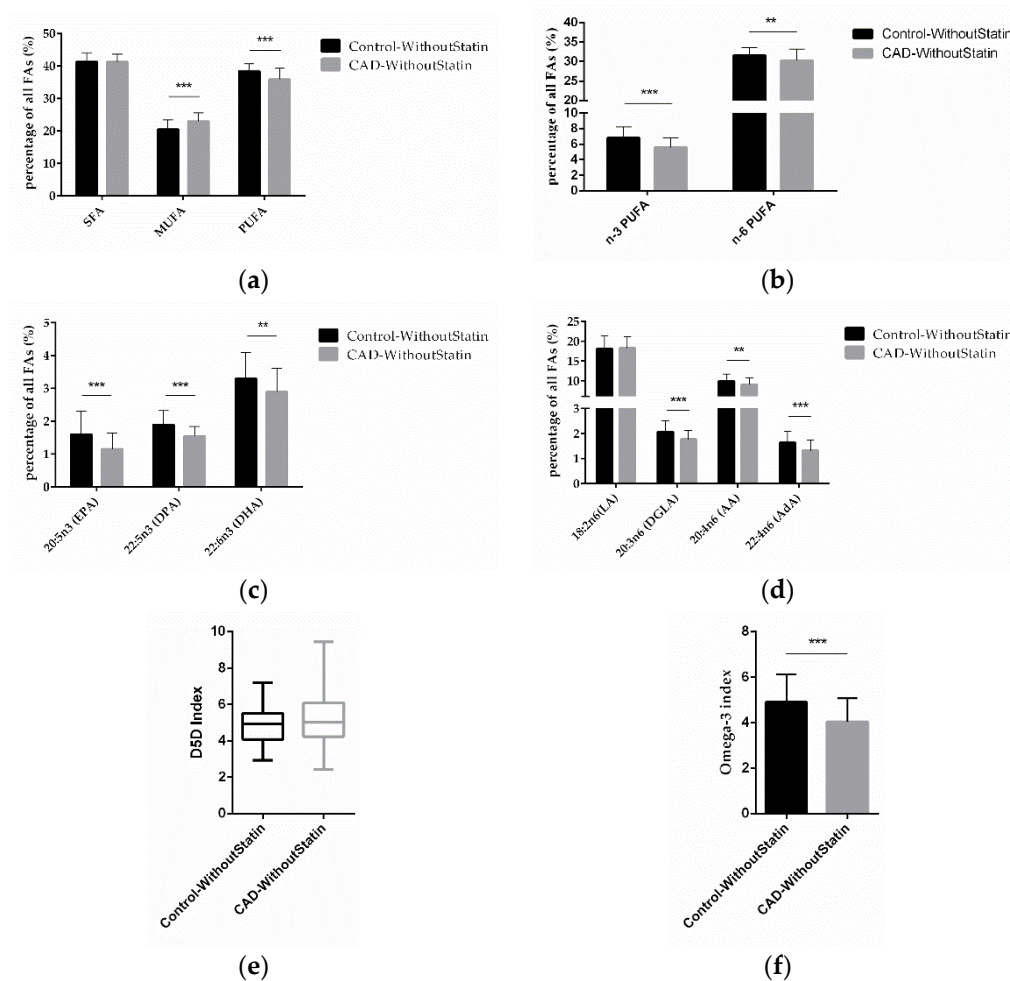 percentage of all FAs (%)
50
40
30
20
10
0
***
***
Control-WithoutStatin
CAD-WithoutStatin
SFA
MUFA
PUFA
(a)
percentage of all FAs (%)
40
35
30
25
20
10
8
6
4
2
0
***
**
Control-WithoutStatin
CAD-WithoutStatin
n-3 PUFA
n-6 PUFA
(b)
percentage of all FAs (%)
5
4
3
2
1
0
***
***
**
Control-WithoutStatin
CAD-WithoutStatin
20:5n3 (EPA)
22:5n3 (DPA)
22:6n3 (DHA)
(c)
percentage of all FAs (%)
25
20
15
10
5
3
2
1
0
***
**
***
Control-WithoutStatin
CAD-WithoutStatin
18:2n6(LA)
20:3n6 (DGLA)
20:4n6 (AA)
22:4n6 (AdA)
(d)
D5D Index
10
8
6
4
2
0
Control-WithoutStatin
CAD-WithoutStatin
(e)
Omega-3 index
8
6
4
2
0
***
Control-WithoutStatin
CAD-WithoutStatin
(f)